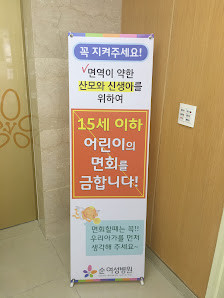 꼭 지켜주세요!
√면역이 약한
산모와 신생아를
위하여
15세 이하
어린이의
면회를
금합니다!
면회할때는 꼭!!
우리아가를 먼저
생각해 주세요~
순 여성병원